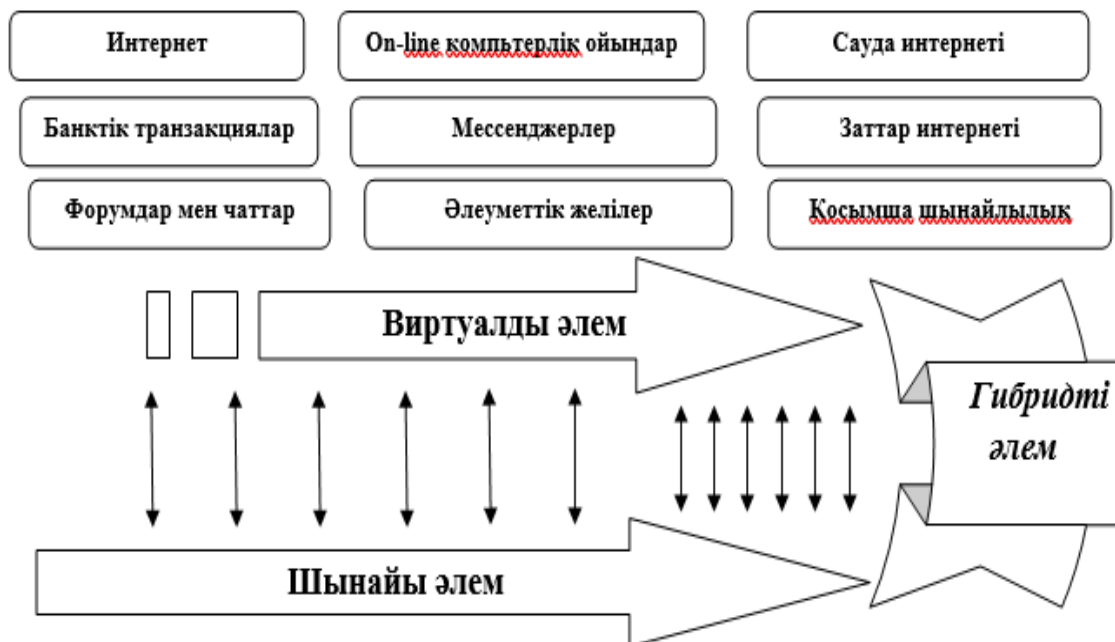 Интернет
On-line компьтерлік ойындар
Сауда интернеті
Банктік транзакциялар
Мессенджерлер
Заттар интернеті
Форумдар мен чаттар
Әлеуметтік желілер
Қосымша шынайлылық
Виртуалды әлем
Гибридті
әлем
Шынайы әлем